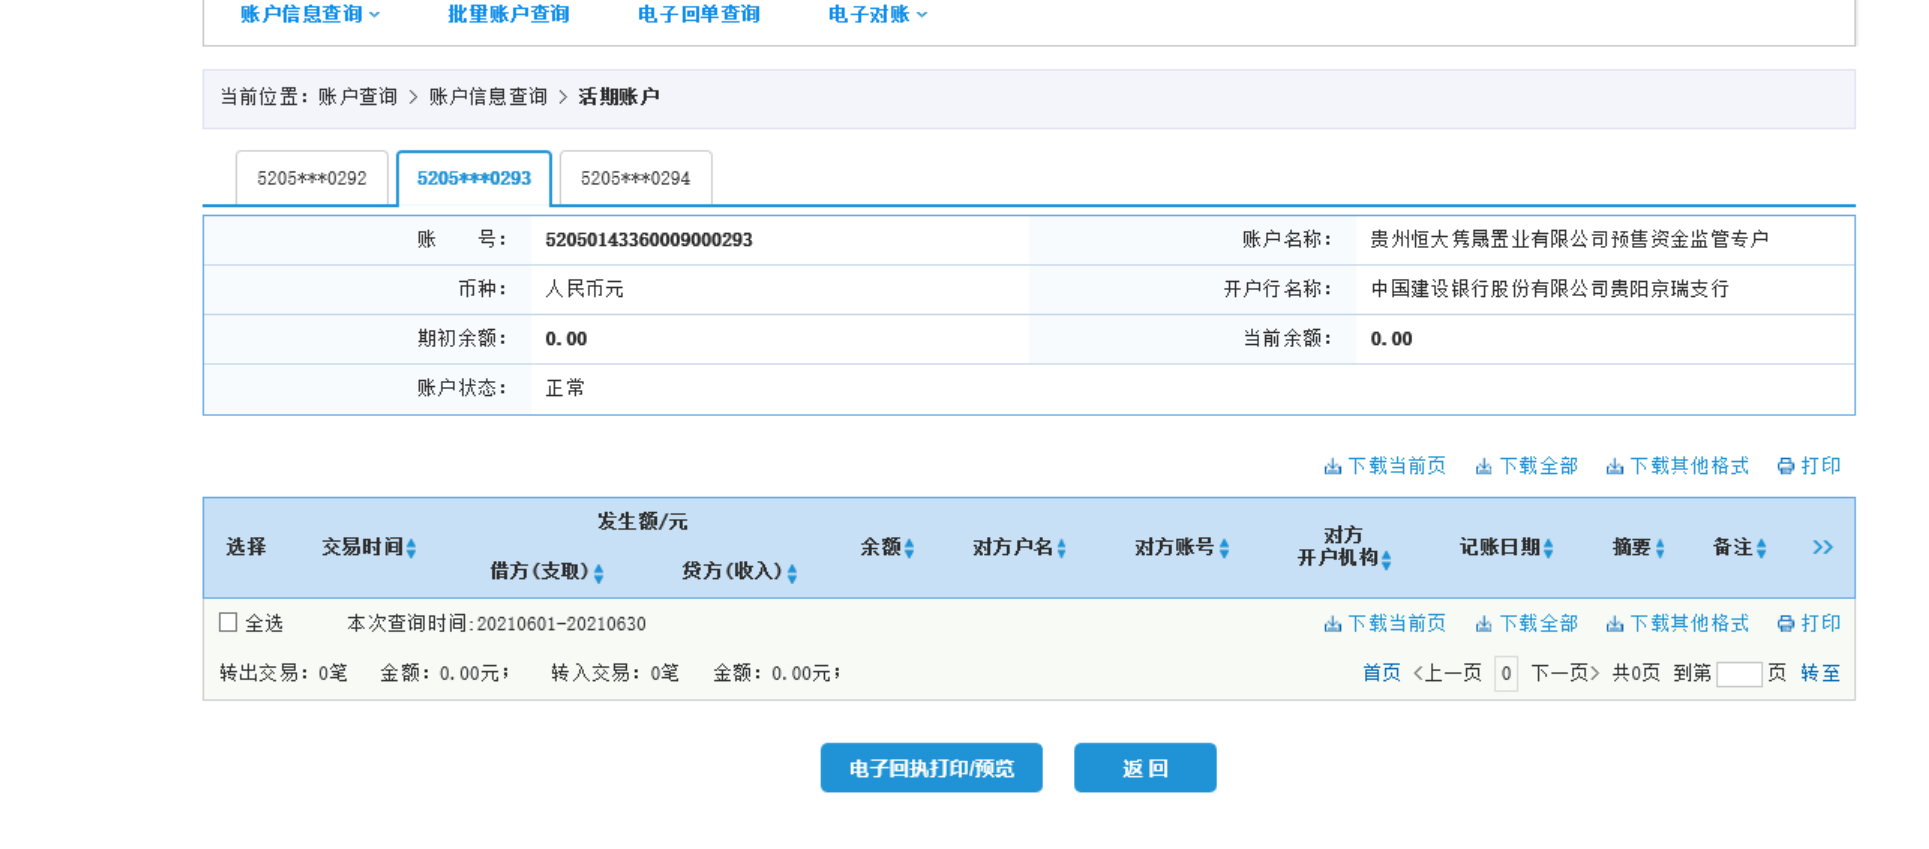 账户信息查询 批量账户查询 电子回单查询 电子对账
当前位置：账户查询 > 账户信息查询 > 活期账户
5205***0292 5205***0293 5205***0294
账 号： 52050143360009000293 账户名称： 贵州恒大隽晟置业有限公司预售资金监管专户
币种： 人民币元 开户行名称： 中国建设银行股份有限公司贵阳京瑞支行
期初余额： 0.00 当前余额： 0.00
账户状态： 正常
下载当前页 下载全部 下载其他格式 打印
发生额/元
选择 交易时间 借方(支取) 贷方(收入) 余额 对方户名 对方账号 对方
开户机构 记账日期 摘要 备注 >>
全选 本次查询时间:20210601-20210630 下载当前页 下载全部 下载其他格式 打印
转出交易：0笔 金额：0.00元； 转入交易：0笔 金额：0.00元； 首页 <上一页 0 下一页> 共0页 到第 页 转至
电子回执打印/预览 返回